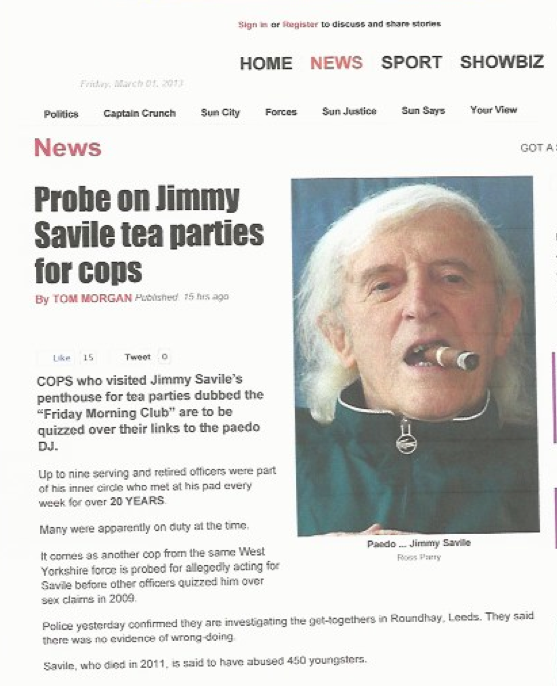 Sign in or Register to discuss and share stories
HOME NEWS SPORT SHOWBIZ
Friday, March 01, 2013
Politics Captain Crunch Sun City Forces Sun Justice Sun Says Your View
News
GOT A
Probe on Jimmy
Savile tea parties
for cops
By TOM MORGAN Published: 15 hrs ago
Like 15 Tweet 0
COPS who visited Jimmy Savile's
penthouse for tea parties dubbed the
“Friday Morning Club” are to be
quizzed over their links to the paedo
DJ.
Up to nine serving and retired officers were part
of his inner circle who met at his pad every
week for over 20 YEARS.
Many were apparently on duty at the time.
It comes as another cop from the same West
Yorkshire force is probed for allegedly acting for
Savile before other officers quizzed him over
sex claims in 2009.
Paedo ... Jimmy Savile
Ross Parry
Police yesterday confirmed they are investigating the get-togethers in Roundhay, Leeds. They said
there was no evidence of wrong-doing.
Savile, who died in 2011, is said to have abused 450 youngsters.